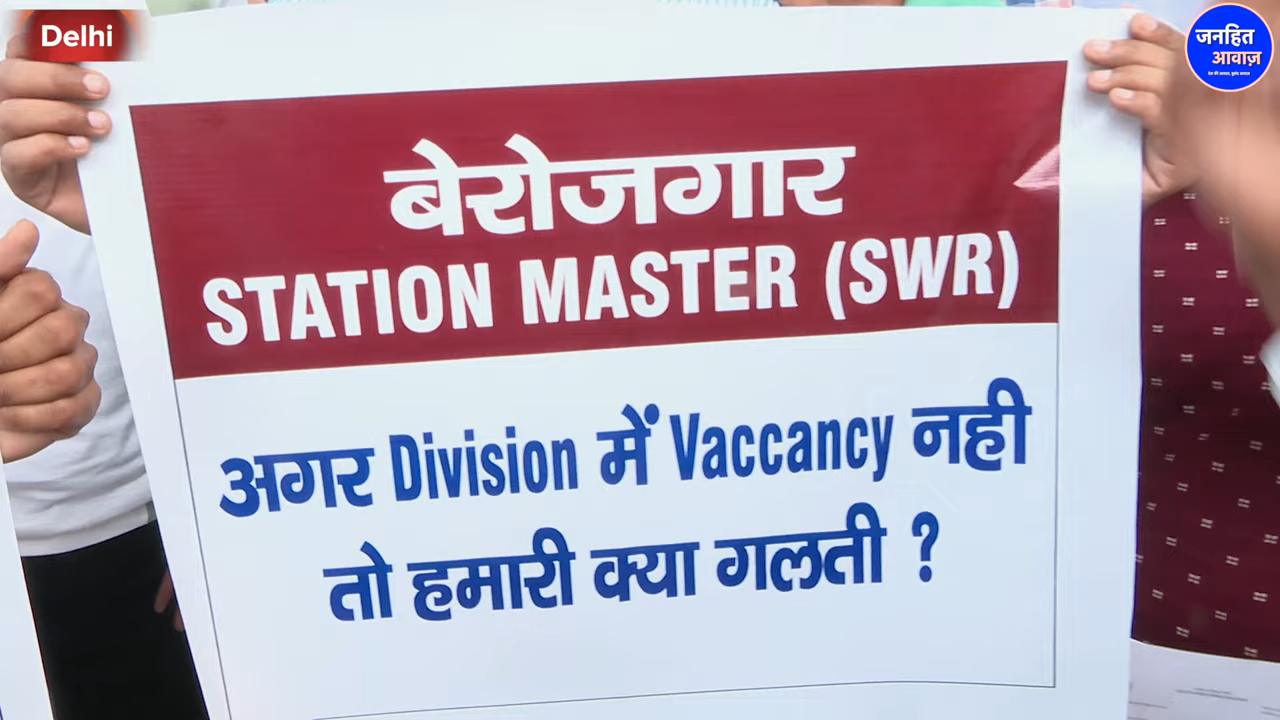 Delhi
जनहित
आवाज़
बेरोजगार
STATION MASTER (SWR)
अगर Division में Vaccancy नही
तो हमारी क्या गलती ?